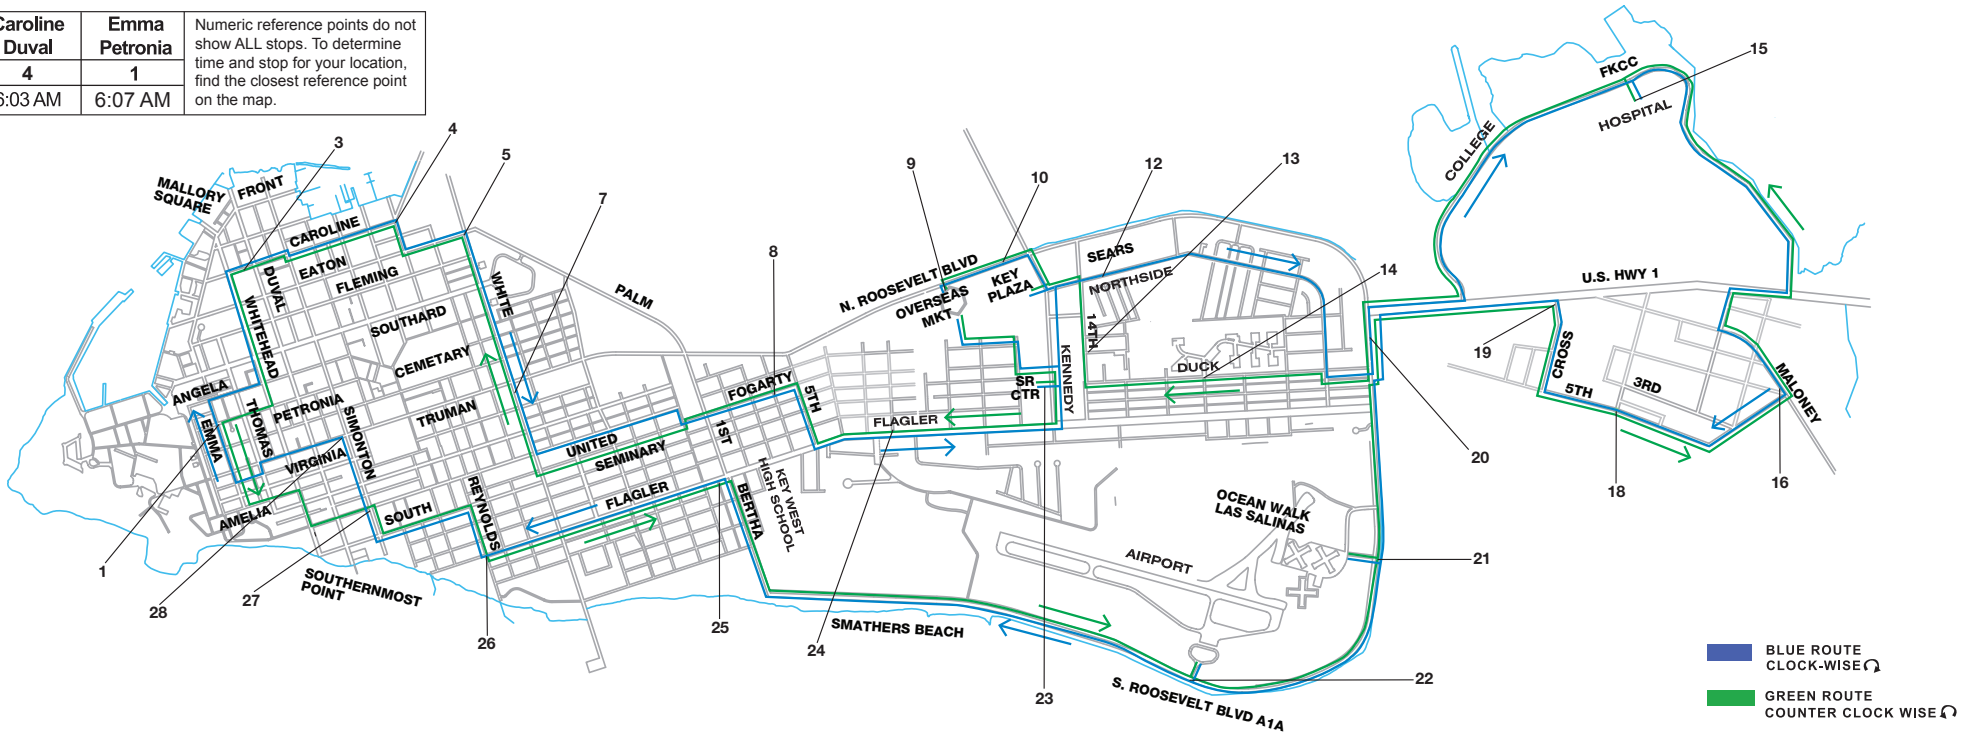 Caroline
Duval
Emma
Petronia
4
1
6:03 AM
6:07 AM
Numeric reference points do not
show ALL stops. To determine
time and stop for your location,
find the closest reference point
on the map.
15
FKCC
HOSPITAL
COLLEGE
4
3
5
7
9
10
12
13
MALLORY
SQUARE
FRONT
CAROLINE
EATON
FLEMING
DUVAL
WHITEHEAD
SOUTHARD
CEMETARY
WHITE
PALM
8
N. ROOSEVELT BLVD
OVERSEAS
MKT
KEY
PLAZA
SEARS
NORTHSIDE
14TH
14
DUCK
U.S. HWY 1
19
CROSS
5TH
3RD
MALONEY
ANGELA
EMMA
THOMAS
PETRONIA
SIMONTON
TRUMAN
VIRGINIA
AMELIA
SOUTH
REYNOLDS
UNITED
SEMINARY
FOGARTY
1ST
5TH
FLAGLER
FLAGLER
SR
CTR
KENNEDY
BERTHA
KEY WEST
HIGH SCHOOL
OCEAN WALK
LAS SALINAS
AIRPORT
20
18
16
21
1
28
27
SOUTHERNMOST
POINT
26
25
24
SMATHERS BEACH
23
22
S. ROOSEVELT BLVD A1A
BLUE ROUTE
CLOCK-WISE
GREEN ROUTE
COUNTER CLOCK WISE